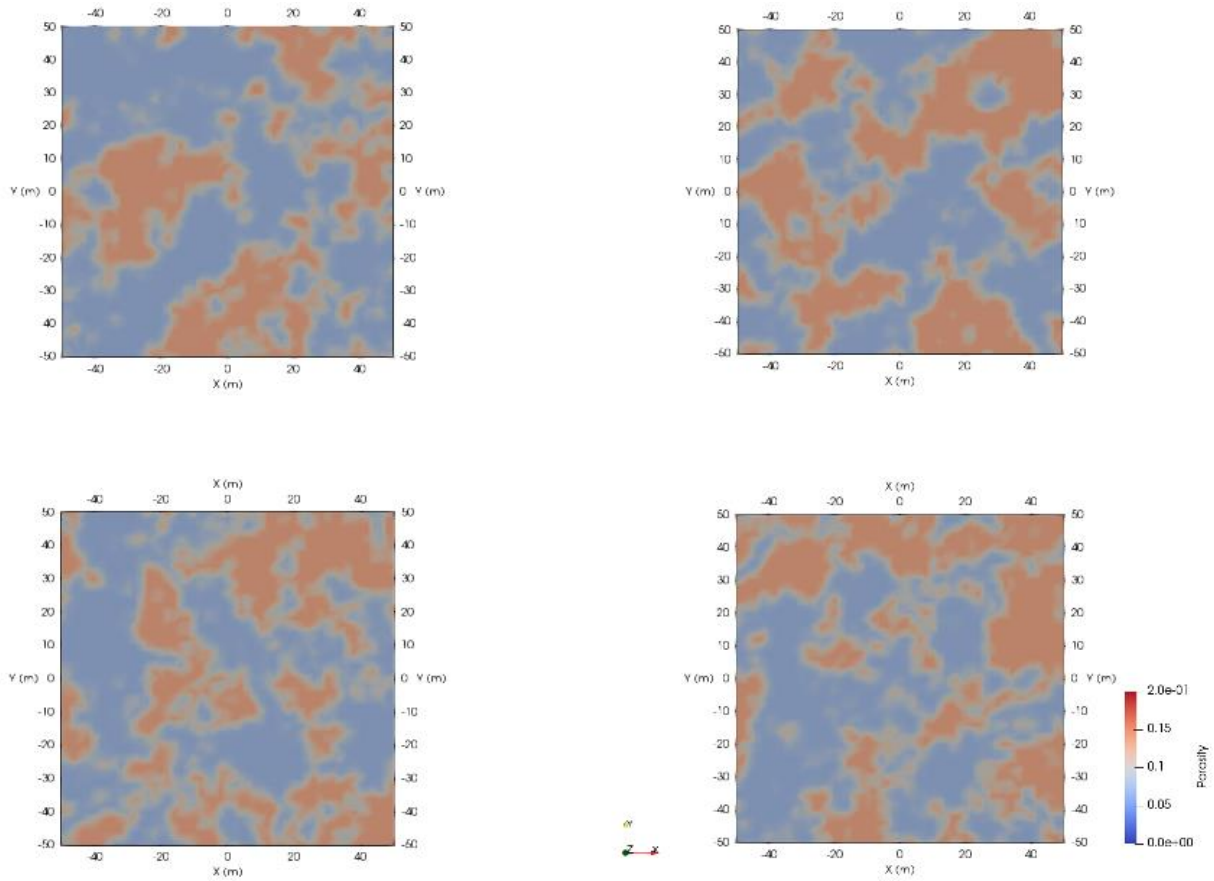 -40 -20 0 20 40
50 50 50 50
40 40 40 40
30 30 30 30
20 20 20 20
10 10 10 10
Y (m) 0 0 Y (m) Y (m) 0 0 Y (m)
-10 -10 -10 -10
-20 -20 -20 -20
-30 -30 -30 -30
-40 40 -40 -40
-50 -50 -50 -50
-40 -20 0 20 40 -40 -20 0 20 40
X (m) X (m)
X (m) X (m)
-40 -20 0 20 40 -40 -20 0 20 40
50 50 50 50
40 40 40 40
30 30 30 30
20 20 20 20
10 10 10 10
Y (m) 0 0 Y (m) Y (m) 0 0 Y (m)
-10 -10 -10 -10
-20 -20 -20 20
-30 -30 -30 -30
-40 -40 -40 -40
-50 -50 -50 -50
-40 -20 0 20 40 -40 -20 0 20 40
X (m) X (m)
2.0e-01
0.15
0.1
0.05
0.0e+00
Porosity
Y
Z X